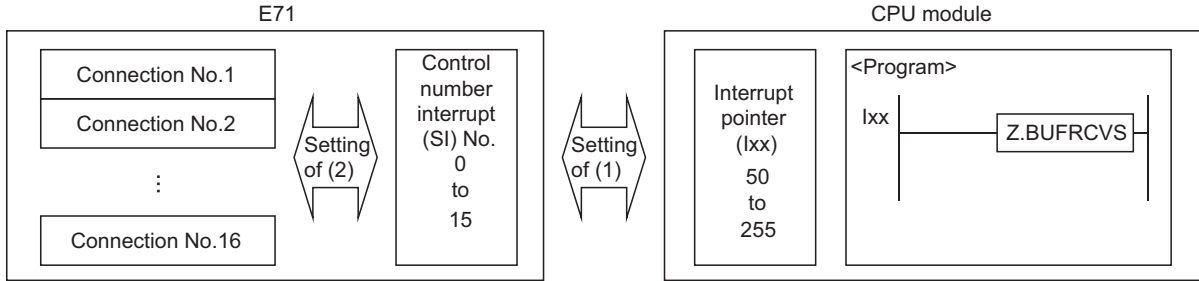 E71
Connection No.1
Connection No.2
⋮
Connection No.16
Setting
of (2)
Control
number
interrupt
(SI) No.
0
to
15
Setting
of (1)
CPU module
Interrupt
pointer
(Ixx)
50
to
255
<Program>
Ixx
Z.BUFRCVS